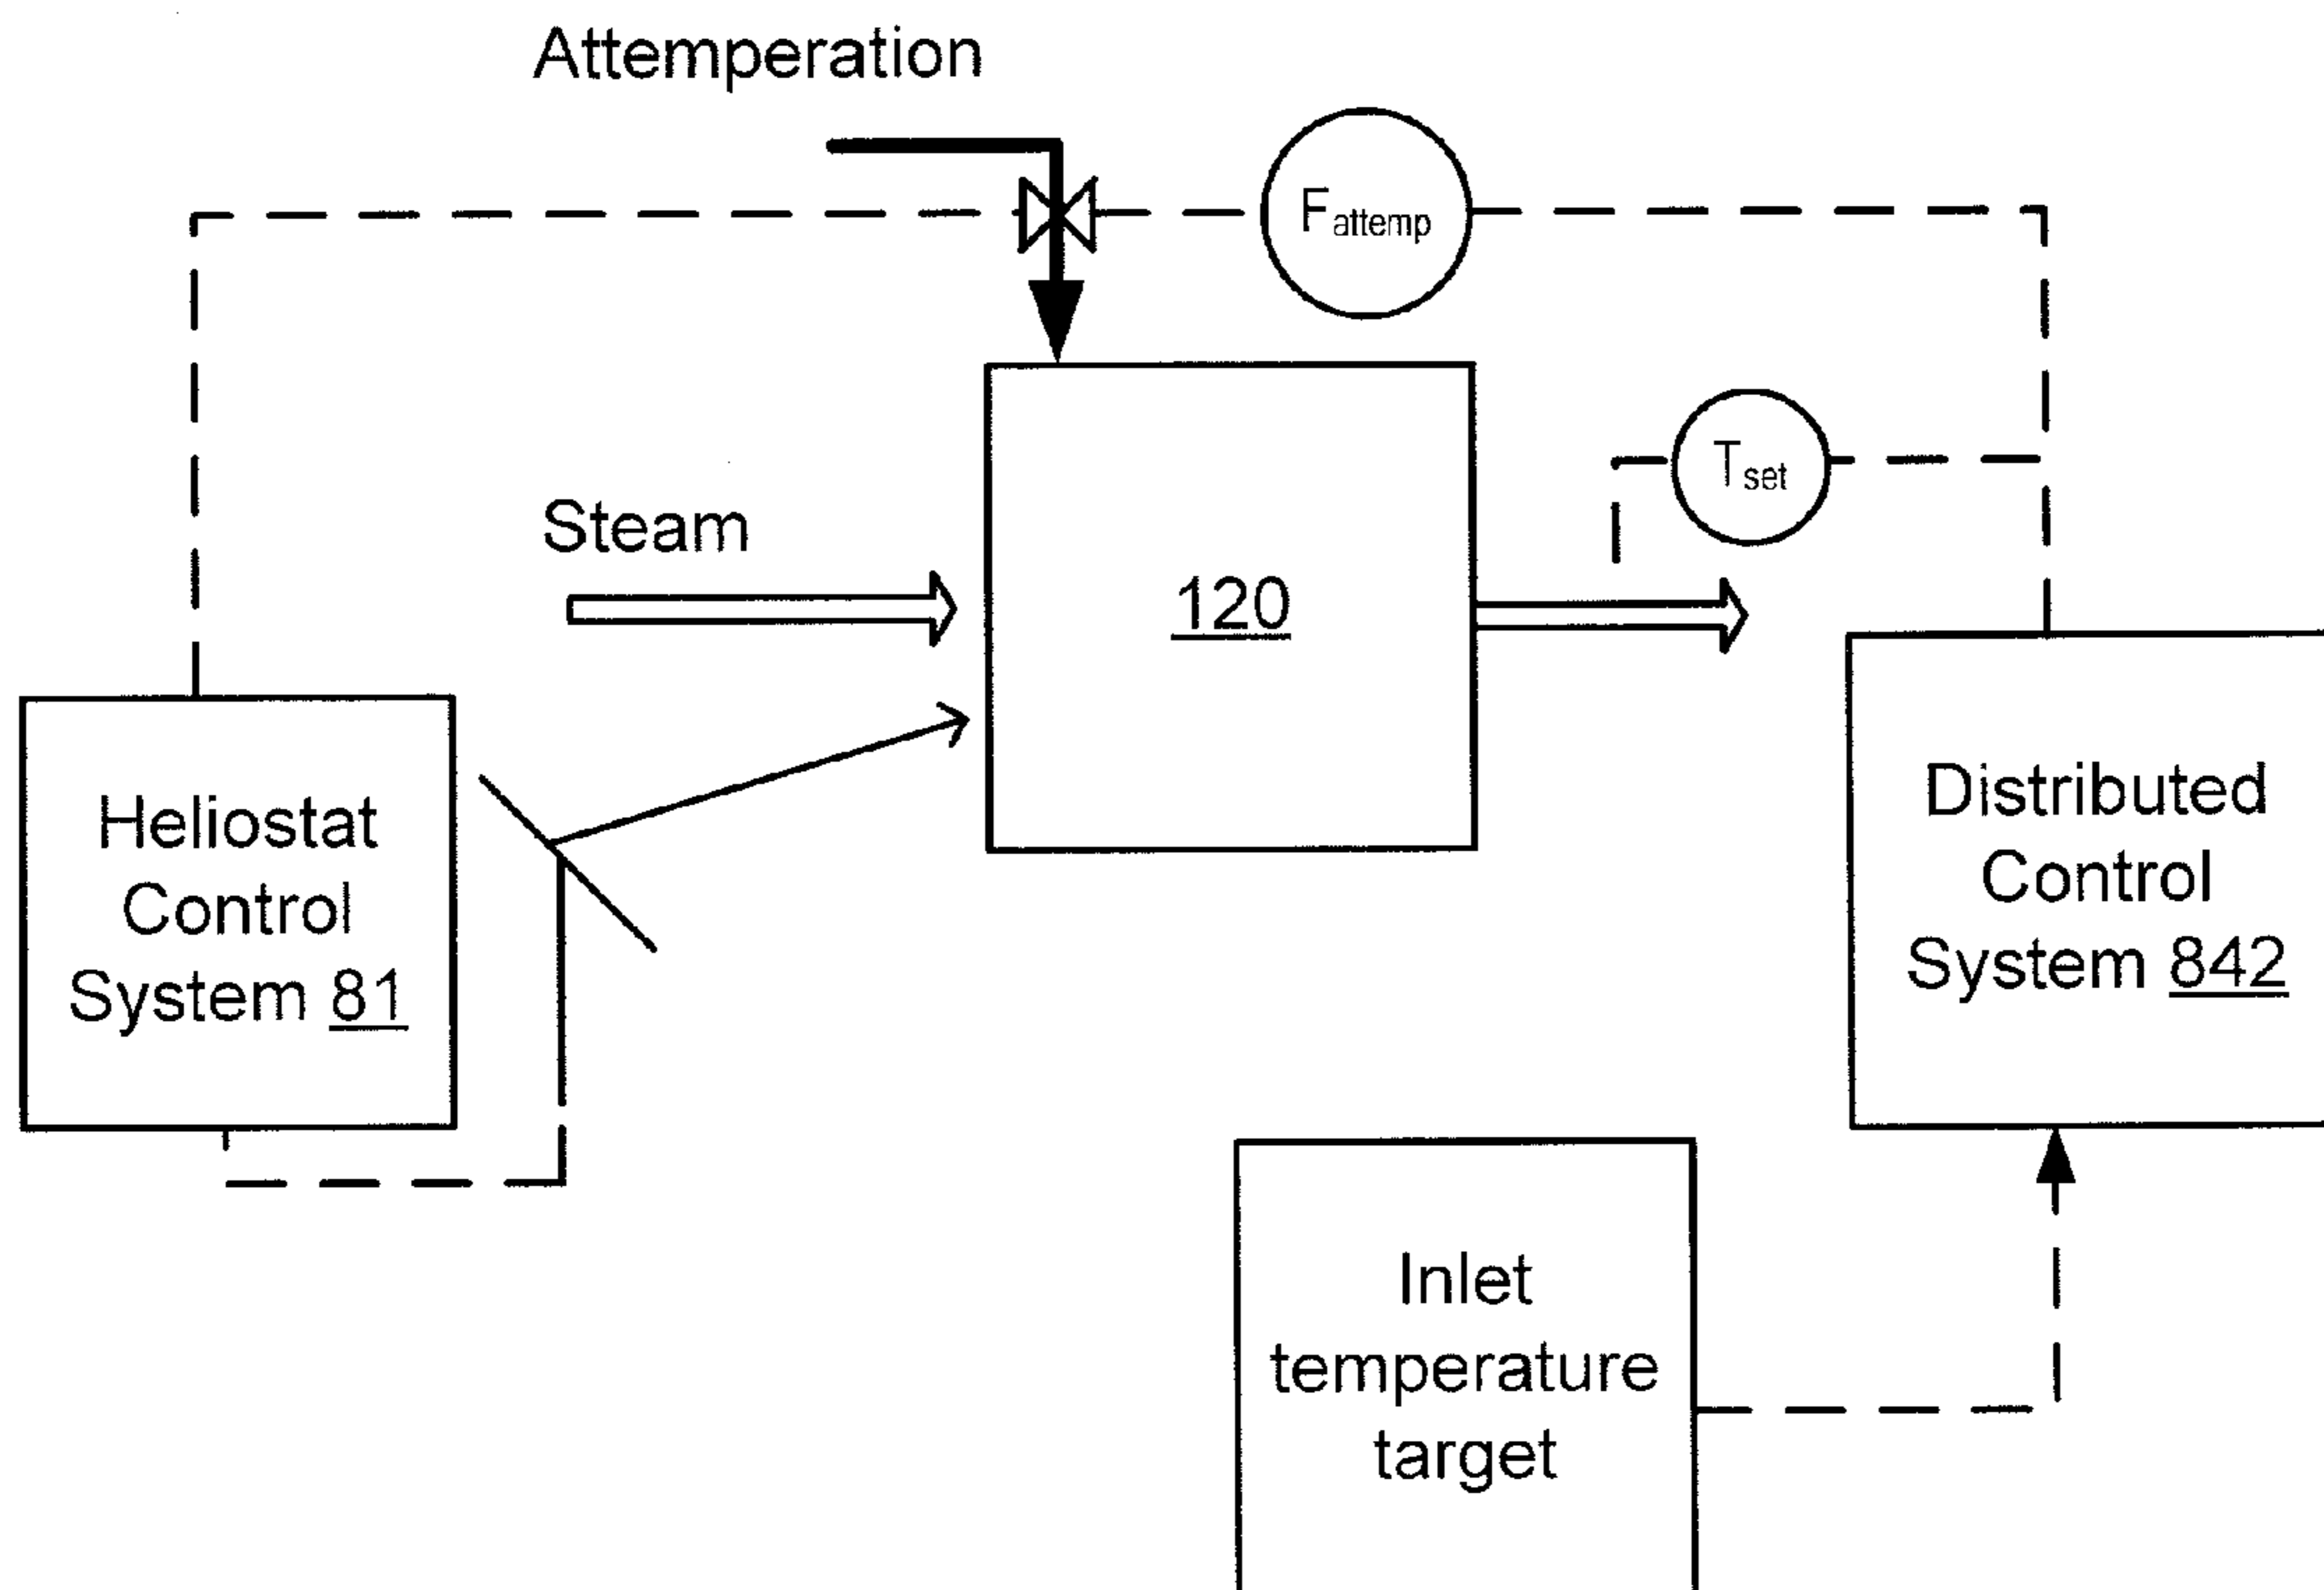 Attemperation
Fattemp
Tset
Steam
120
Heliostat
Control
System 81
Distributed
Control
System 842
Inlet
temperature
target